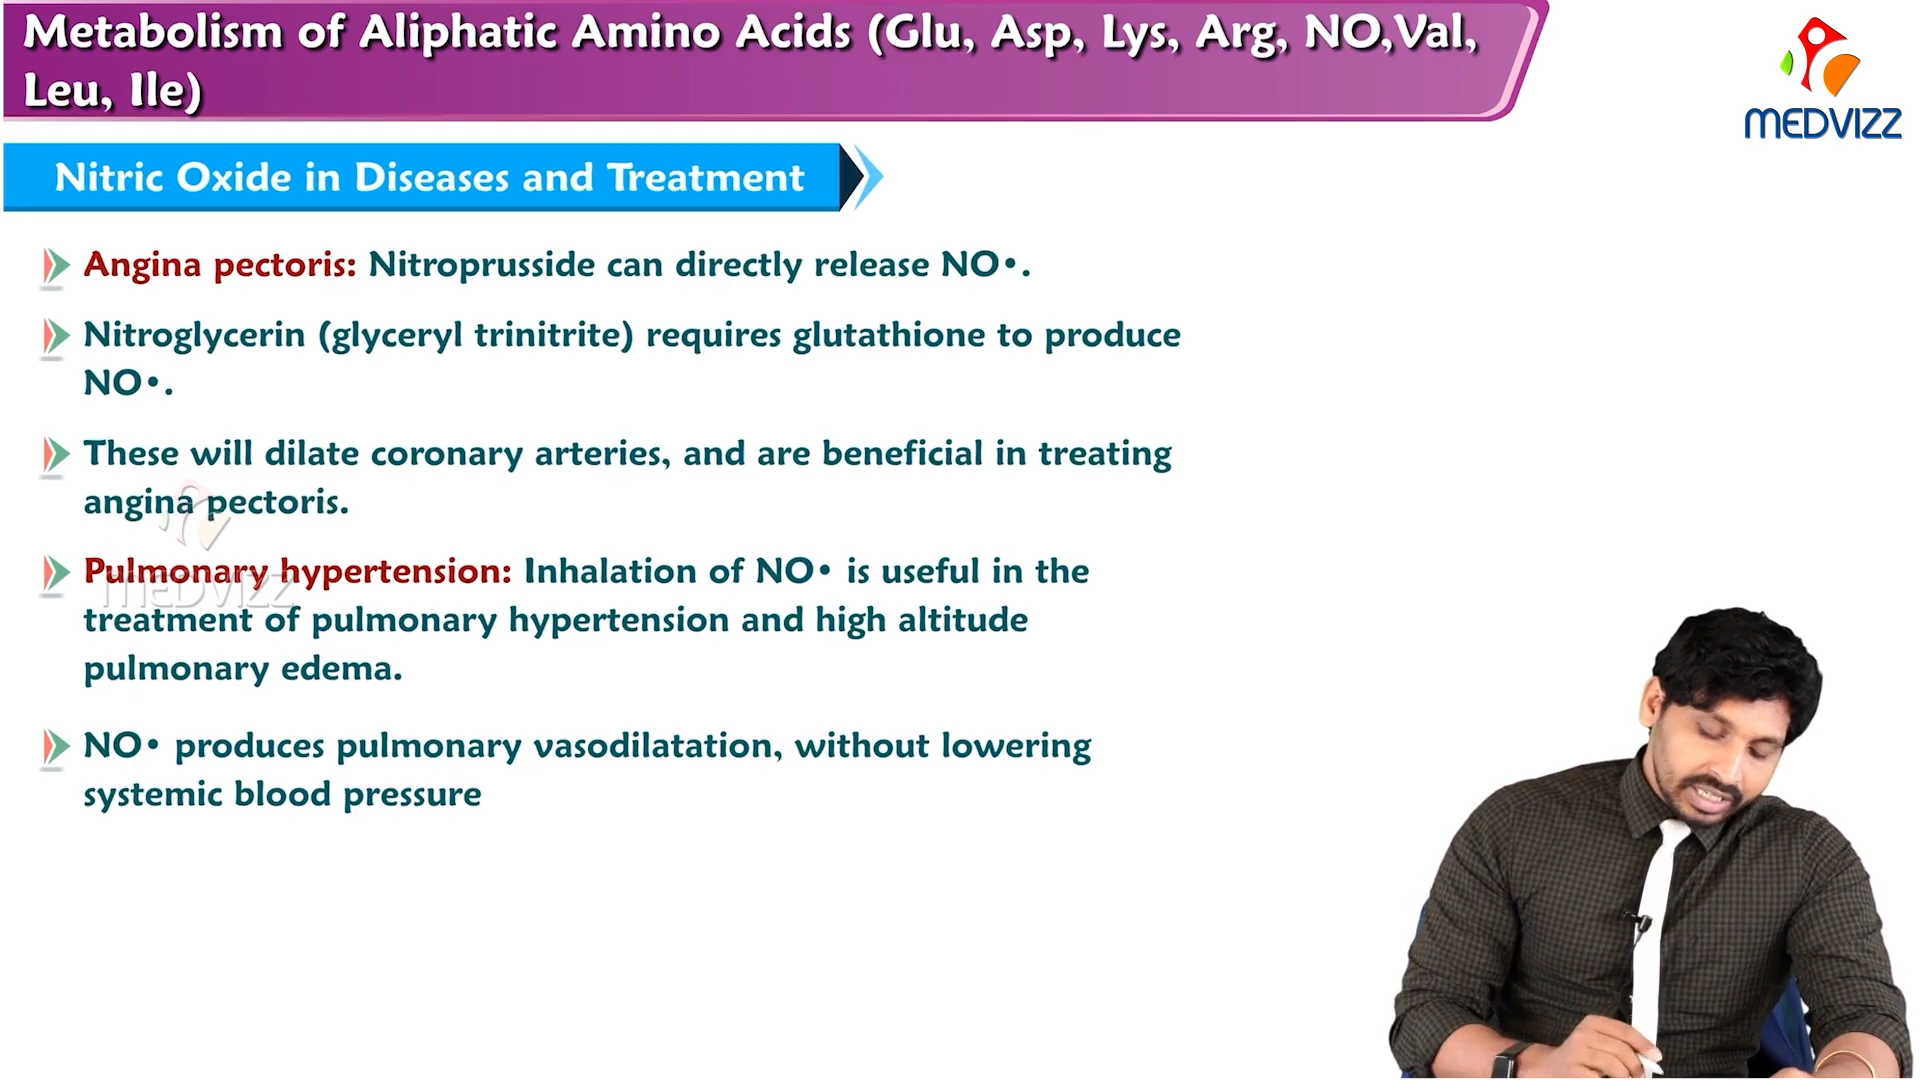 Metabolism of Aliphatic Amino Acids (Glu, Asp, Lys, Arg, NO,Val,
Leu, Ile)
MEDVIZZ
Nitric Oxide in Diseases and Treatment
Angina pectoris: Nitroprusside can directly release NO•.
Nitroglycerin (glyceryl trinitrite) requires glutathione to produce
NO•.
These will dilate coronary arteries, and are beneficial in treating
angina pectoris.
Pulmonary hypertension: Inhalation of NO• is useful in the
MEDVIZZ
treatment of pulmonary hypertension and high altitude
pulmonary edema.
NO• produces pulmonary vasodilatation, without lowering
systemic blood pressure